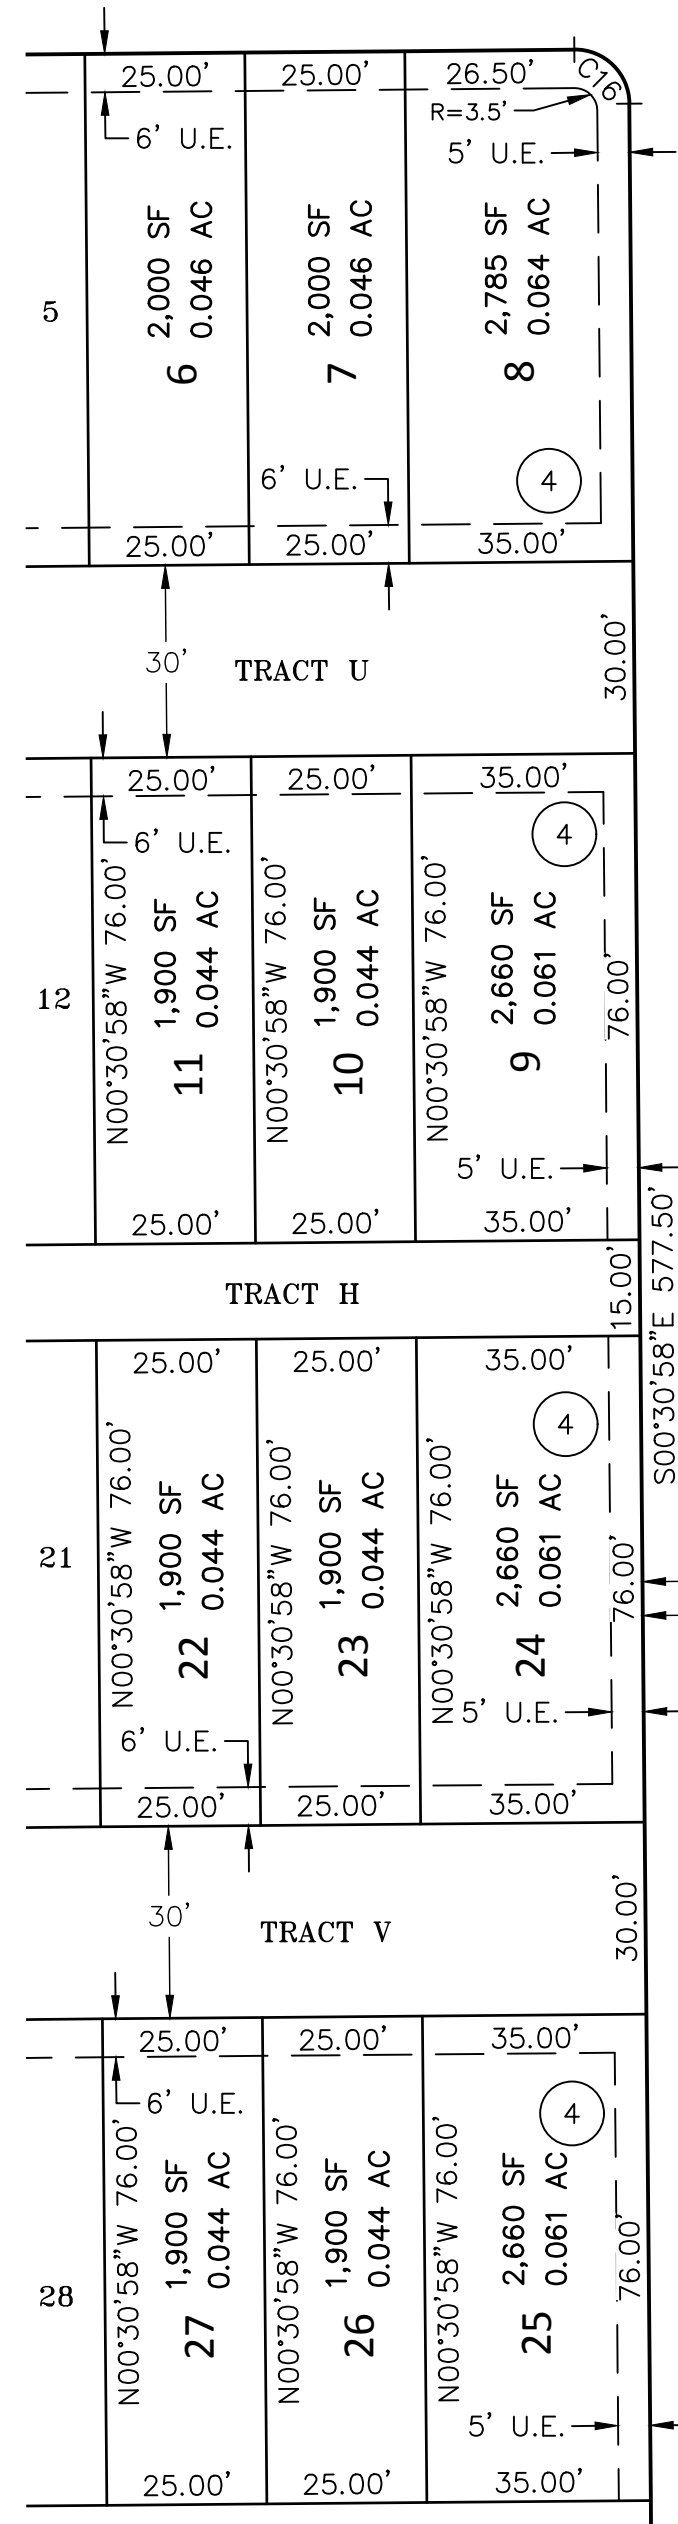 25.00' 25.00' 26.50' C16
R=3.5'
6' U.E. 5' U.E.
5
6 2,000 SF
0.046 AC
7 2,000 SF
0.046 AC
8 2,785 SF
0.064 AC
6' U.E. 4
25.00' 25.00' 35.00'
30' TRACT U 30.00'
25.00' 25.00' 35.00'
6' U.E. 4
12
N00°30'58"W 76.00'
11 1,900 SF
0.044 AC
N00°30'58"W 76.00'
10 1,900 SF
0.044 AC
N00°30'58"W 76.00'
9 2,660 SF
0.061 AC
76.00'
5' U.E.
25.00' 25.00' 35.00'
TRACT H 15.00'
S00°30'58"E 577.50'
25.00' 25.00' 35.00'
4
21
N00°30'58"W 76.00'
22 1,900 SF
0.044 AC
N00°30'58"W 76.00'
23 1,900 SF
0.044 AC
N00°30'58"W 76.00'
24 2,660 SF
0.061 AC
76.00'
6' U.E. 5' U.E.
25.00' 25.00' 35.00'
30' TRACT V 30.00'
25.00' 25.00' 35.00'
6' U.E. 4
28
N00°30'58"W 76.00'
27 1,900 SF
0.044 AC
N00°30'58"W 76.00'
26 1,900 SF
0.044 AC
N00°30'58"W 76.00'
25 2,660 SF
0.061 AC
76.00'
5' U.E.
25.00' 25.00' 35.00'